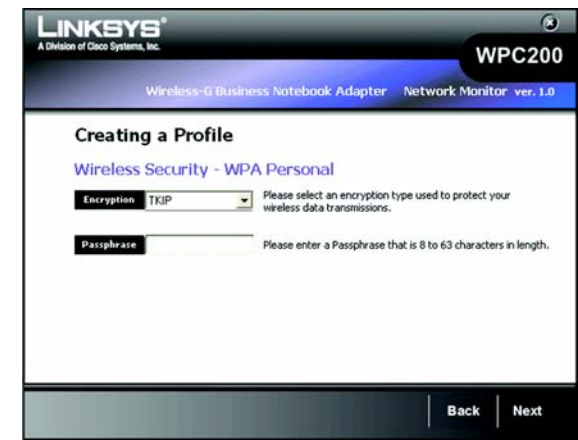 LINKSYS®
A Division of Cisco Systems, Inc.
WPC200
Wireless-G Business Notebook Adapter Network Monitor ver. 1.0
Creating a Profile
Wireless Security - WPA Personal
Encryption TKIP Please select an encryption type used to protect your
wireless data transmissions.
Passphrase Please enter a Passphrase that is 8 to 63 characters in length.
Back Next